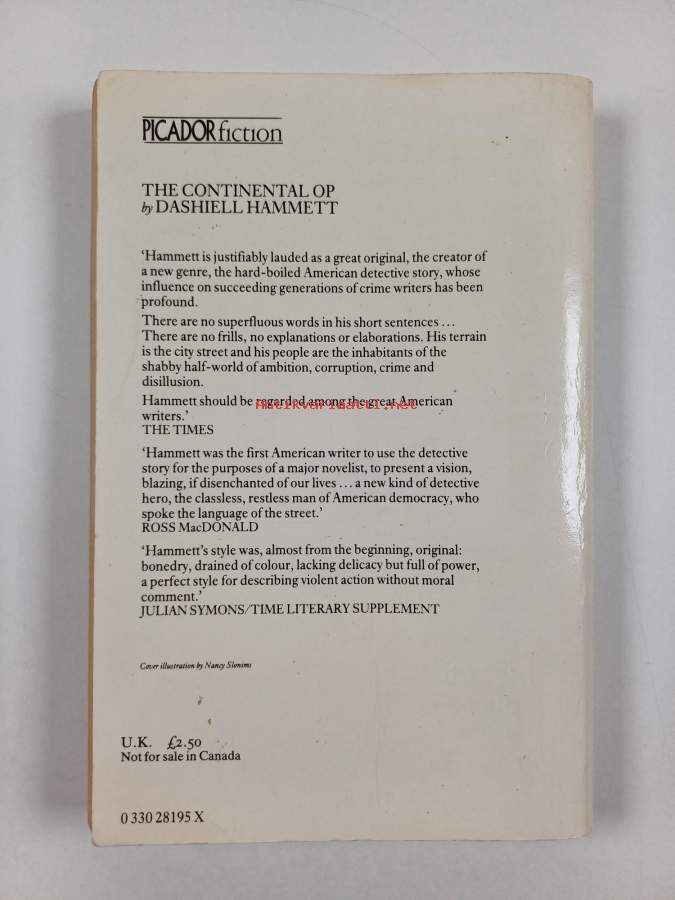 PICADOR fiction
THE CONTINENTAL OP
by DASHIELL HAMMETT
‘Hammett is justifiably lauded as a great original, the creator of
a new genre, the hard-boiled American detective story, whose
influence on succeeding generations of crime writers has been
profound.
There are no superfluous words in his short sentences ...
There are no frills, no explanations or elaborations. His terrain
is the city street and his people are the inhabitants of the
shabby half-world of ambition, corruption, crime and
disillusion.
Hammett should be regarded among the great American
Antikvariaatti.net
writers.’
THE TIMES
‘Hammett was the first American writer to use the detective
story for the purposes of a major novelist, to present a vision,
blazing, if disenchanted of our lives ... a new kind of detective
hero, the classless, restless man of American democracy, who
spoke the language of the street.’
ROSS MacDONALD
‘Hammett’s style was, almost from the beginning, original:
bonedry, drained of colour, lacking delicacy but full of power,
a perfect style for describing violent action without moral
comment.’
JULIAN SYMONS/TIME LITERARY SUPPLEMENT
Cover illustration by Nancy Slonims
U.K. £2.50
Not for sale in Canada
0 330 28195 X